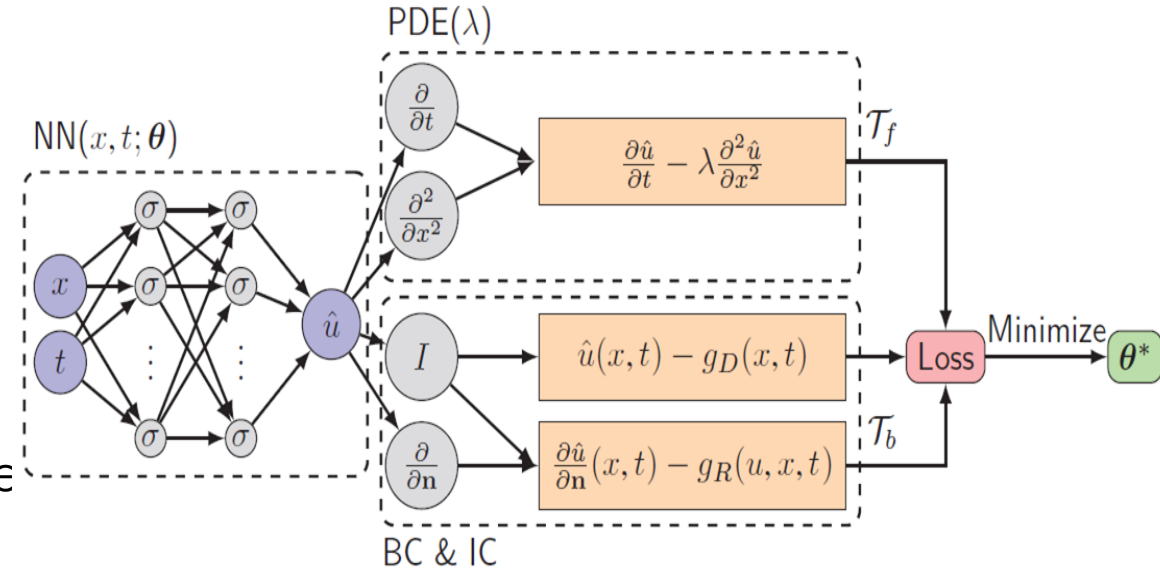 PDE(λ)
NN(x, t; θ)
∂/∂t
∂²/∂x²
∂û/∂t − λ ∂²û/∂x²
𝒯_f
x
t
σ σ
σ σ
⋮ ⋮
σ σ
û
I
∂/∂n
û(x, t) − g_D(x, t)
∂û/∂n (x, t) − g_R(u, x, t)
𝒯_b
Loss
Minimize
θ*
BC & IC
e